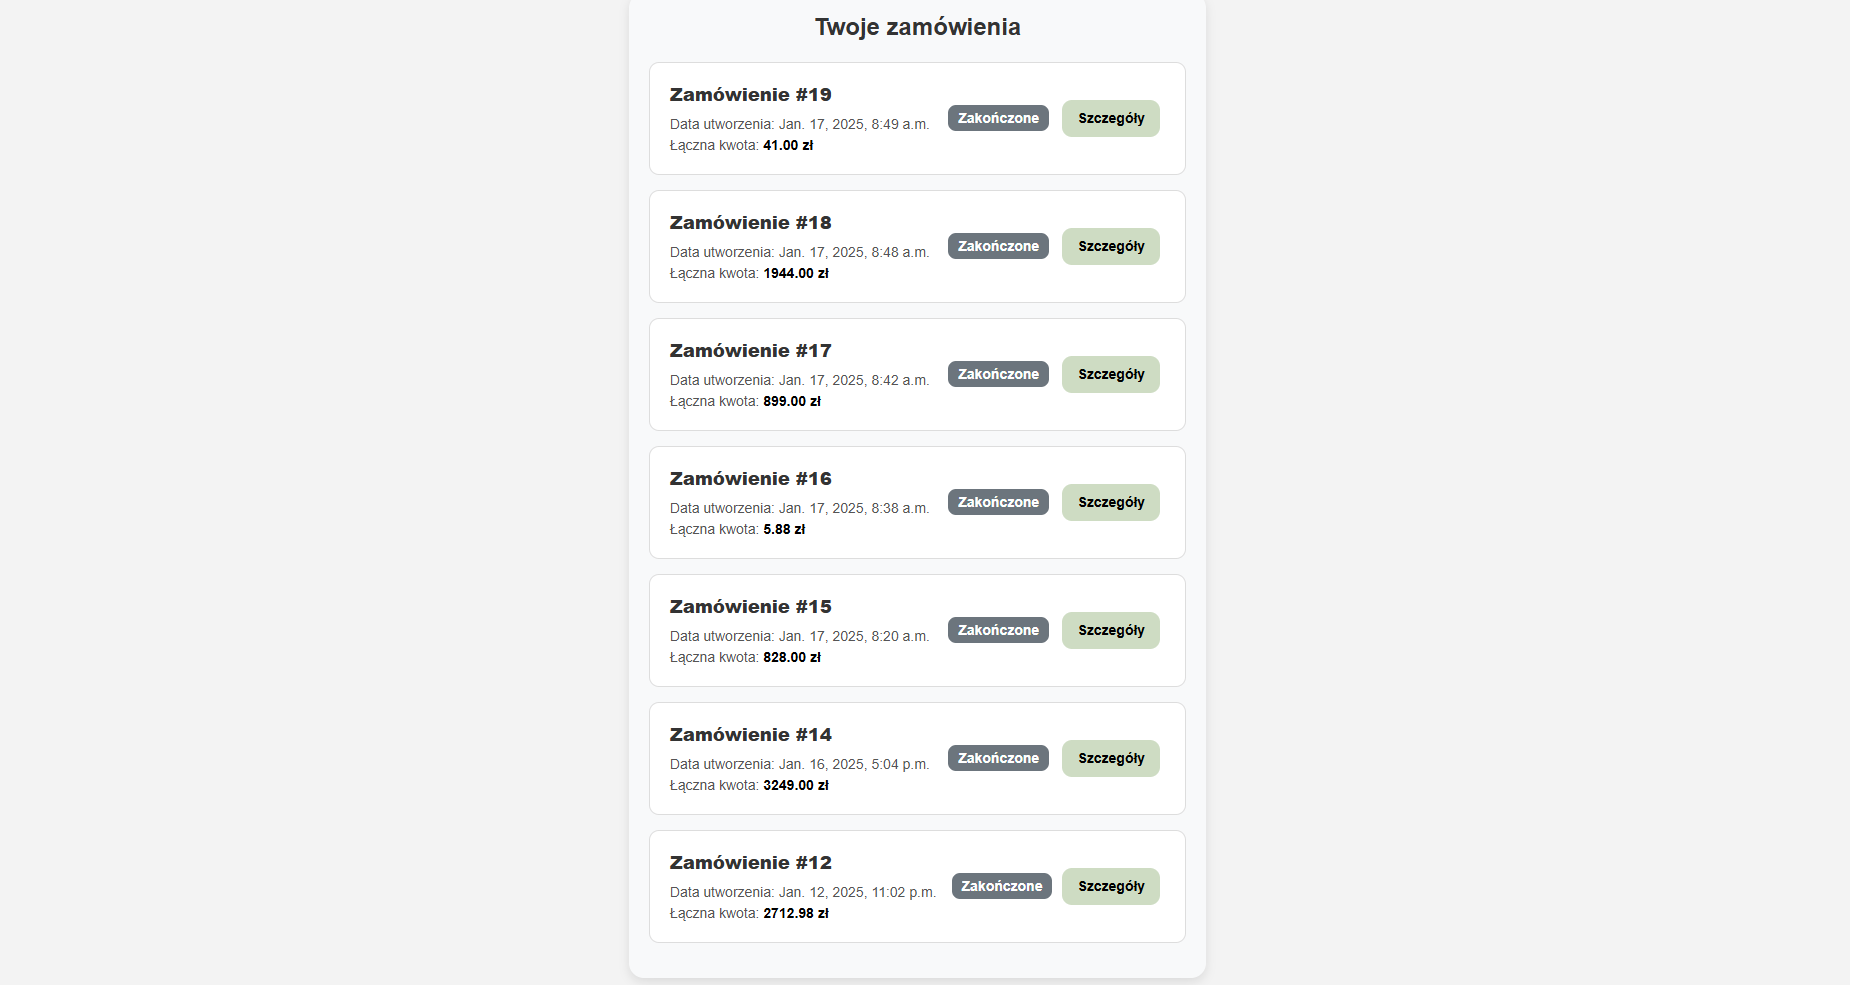 Twoje zamówienia
Zamówienie #19
Data utworzenia: Jan. 17, 2025, 8:49 a.m.
Łączna kwota: 41.00 zł
Zakończone
Szczegóły
Zamówienie #18
Data utworzenia: Jan. 17, 2025, 8:48 a.m.
Łączna kwota: 1944.00 zł
Zakończone
Szczegóły
Zamówienie #17
Data utworzenia: Jan. 17, 2025, 8:42 a.m.
Łączna kwota: 899.00 zł
Zakończone
Szczegóły
Zamówienie #16
Data utworzenia: Jan. 17, 2025, 8:38 a.m.
Łączna kwota: 5.88 zł
Zakończone
Szczegóły
Zamówienie #15
Data utworzenia: Jan. 17, 2025, 8:20 a.m.
Łączna kwota: 828.00 zł
Zakończone
Szczegóły
Zamówienie #14
Data utworzenia: Jan. 16, 2025, 5:04 p.m.
Łączna kwota: 3249.00 zł
Zakończone
Szczegóły
Zamówienie #12
Data utworzenia: Jan. 12, 2025, 11:02 p.m.
Łączna kwota: 2712.98 zł
Zakończone
Szczegóły